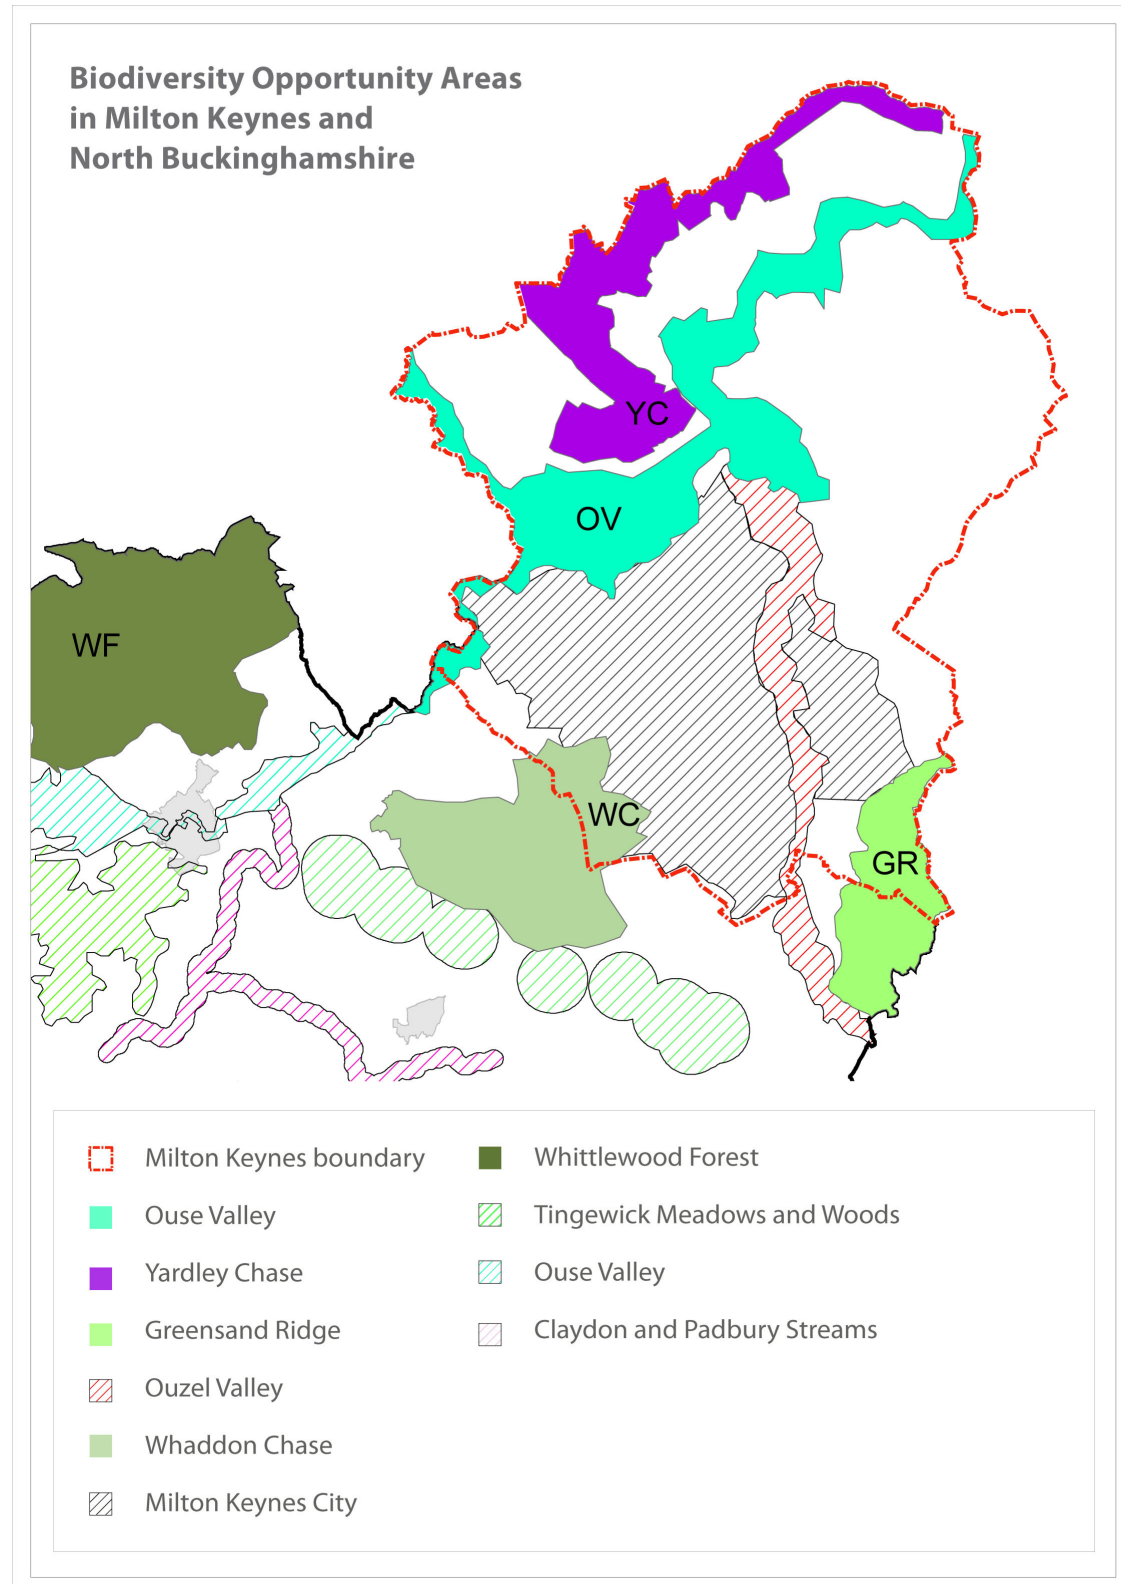 Biodiversity Opportunity Areas
in Milton Keynes and
North Buckinghamshire
YC
OV
WF
WC
GR
Milton Keynes boundary
Ouse Valley
Yardley Chase
Greensand Ridge
Ouzel Valley
Whaddon Chase
Milton Keynes City
Whittlewood Forest
Tingewick Meadows and Woods
Ouse Valley
Claydon and Padbury Streams